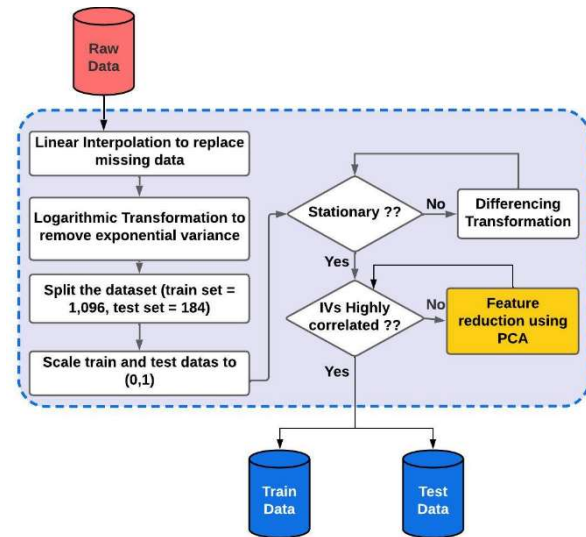 Raw
Data
Linear Interpolation to replace
missing data
Logarithmic Transformation to
remove exponential variance
Split the dataset (train set =
1,096, test set = 184)
Scale train and test datas to
(0,1)
Stationary ??
No
Differencing
Transformation
Yes
IVs Highly
correlated ??
No
Feature
reduction using
PCA
Yes
Train
Data
Test
Data